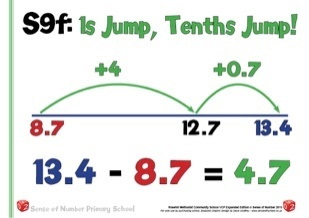 S9f: 1s Jump, Tenths Jump!
+4 +0.7
8.7 12.7 13.4
13.4 - 8.7 = 4.7
Sense of Number Primary School